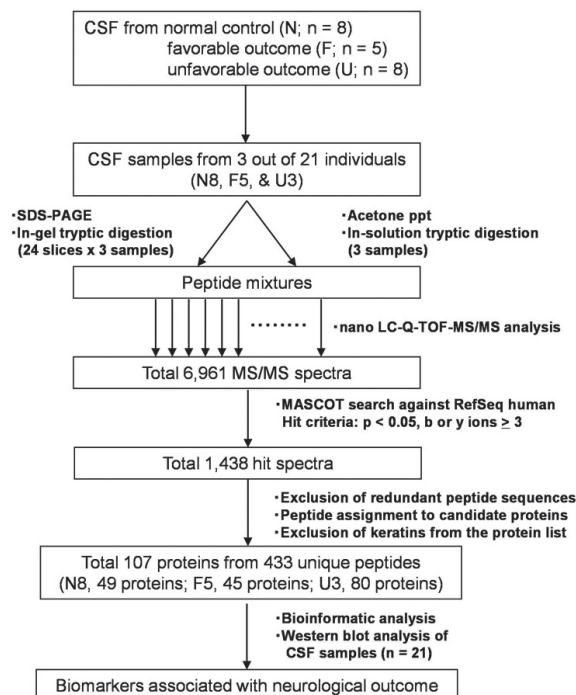 CSF from normal control (N; n = 8)
favorable outcome (F; n = 5)
unfavorable outcome (U; n = 8)
CSF samples from 3 out of 21 individuals
(N8, F5, & U3)
·SDS-PAGE
·In-gel tryptic digestion
(24 slices x 3 samples)
·Acetone ppt
·In-solution tryptic digestion
(3 samples)
Peptide mixtures
·nano LC-Q-TOF-MS/MS analysis
Total 6,961 MS/MS spectra
·MASCOT search against RefSeq human
Hit criteria: p < 0.05, b or y ions ≥ 3
Total 1,438 hit spectra
·Exclusion of redundant peptide sequences
·Peptide assignment to candidate proteins
·Exclusion of keratins from the protein list
Total 107 proteins from 433 unique peptides
(N8, 49 proteins; F5, 45 proteins; U3, 80 proteins)
·Bioinformatic analysis
·Western blot analysis of
CSF samples (n = 21)
Biomarkers associated with neurological outcome